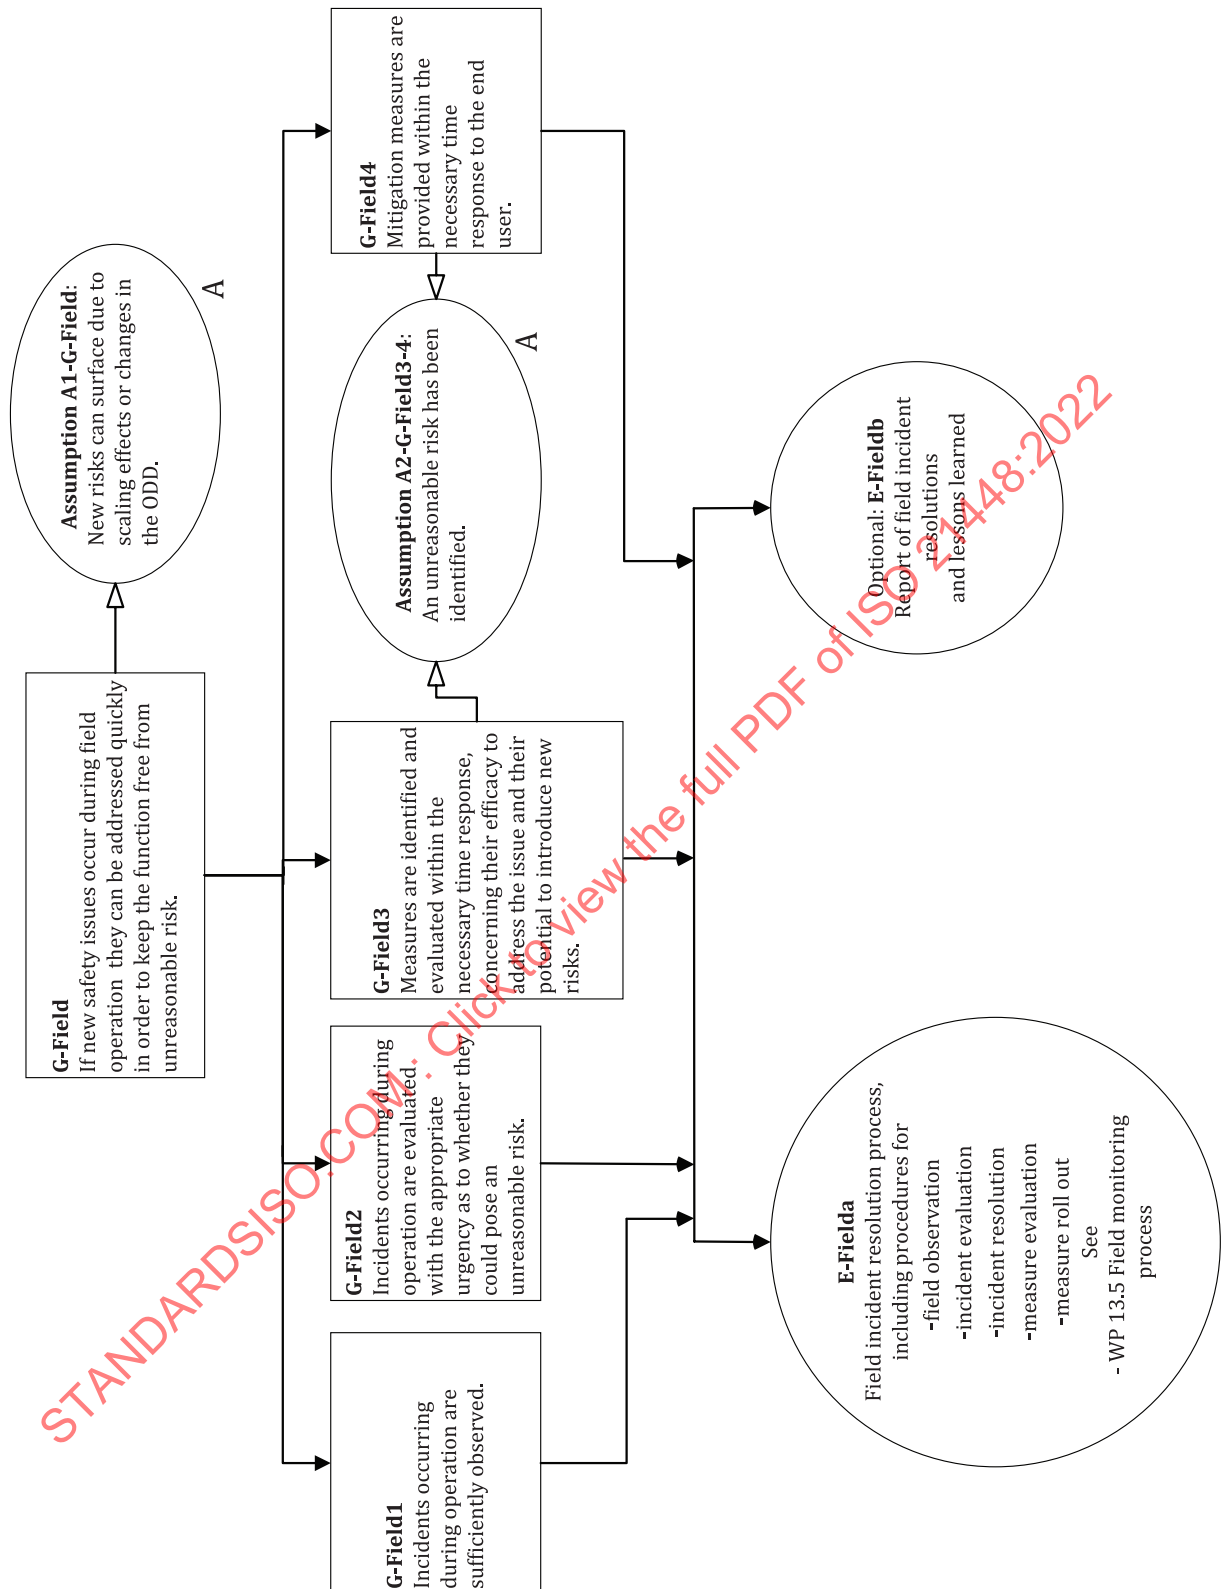 G-Field
If new safety issues occur during field
operation they can be addressed quickly
in order to keep the function free from
unreasonable risk.
Assumption A1-G-Field:
New risks can surface due to
scaling effects or changes in
the ODD.
A
G-Field1
Incidents occurring
during operation are
sufficiently observed.
G-Field2
Incidents occurring during
operation are evaluated
with the appropriate
urgency as to whether they
could pose an
unreasonable risk.
G-Field3
Measures are identified and
evaluated within the
necessary time response,
concerning their efficacy to
address the issue and their
potential to introduce new
risks.
Assumption A2-G-Field3-4:
An unreasonable risk has been
identified.
A
G-Field4
Mitigation measures are
provided within the
necessary time
response to the end
user.
E-Fielda
Field incident resolution process,
including procedures for
-field observation
-incident evaluation
-incident resolution
-measure evaluation
-measure roll out
See
- WP 13.5 Field monitoring
process
Optional: E-Fieldb
Report of field incident
resolutions
and lessons learned
STANDARDSISO.COM : Click to view the full PDF of ISO 21448:2022